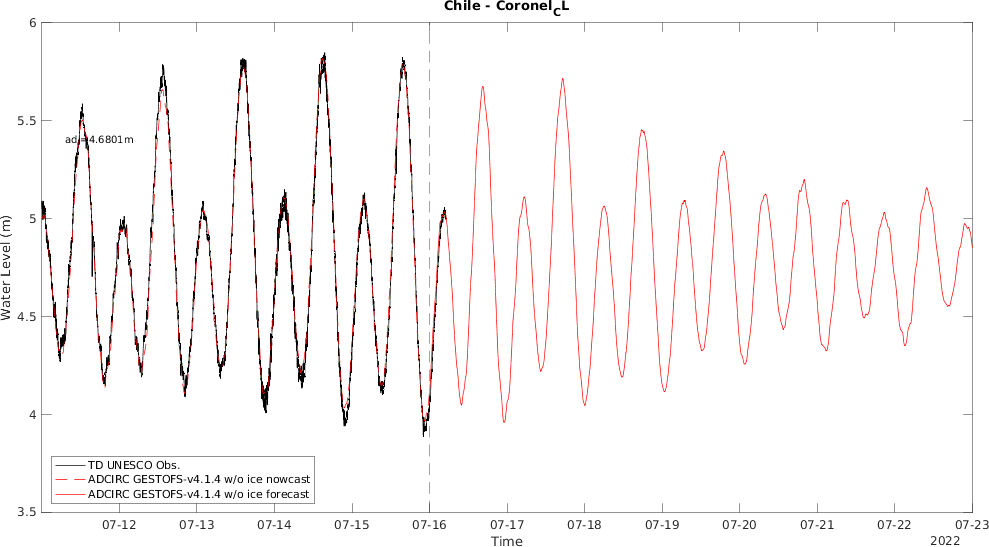 Chile - Coronel_CL
6
5.5
5
4.5
4
3.5
Water Level (m)
adj=4.6801m
TD UNESCO Obs.
ADCIRC GESTOFS-v4.1.4 w/o ice nowcast
ADCIRC GESTOFS-v4.1.4 w/o ice forecast
07-12 07-13 07-14 07-15 07-16 07-17 07-18 07-19 07-20 07-21 07-22 07-23
Time
2022